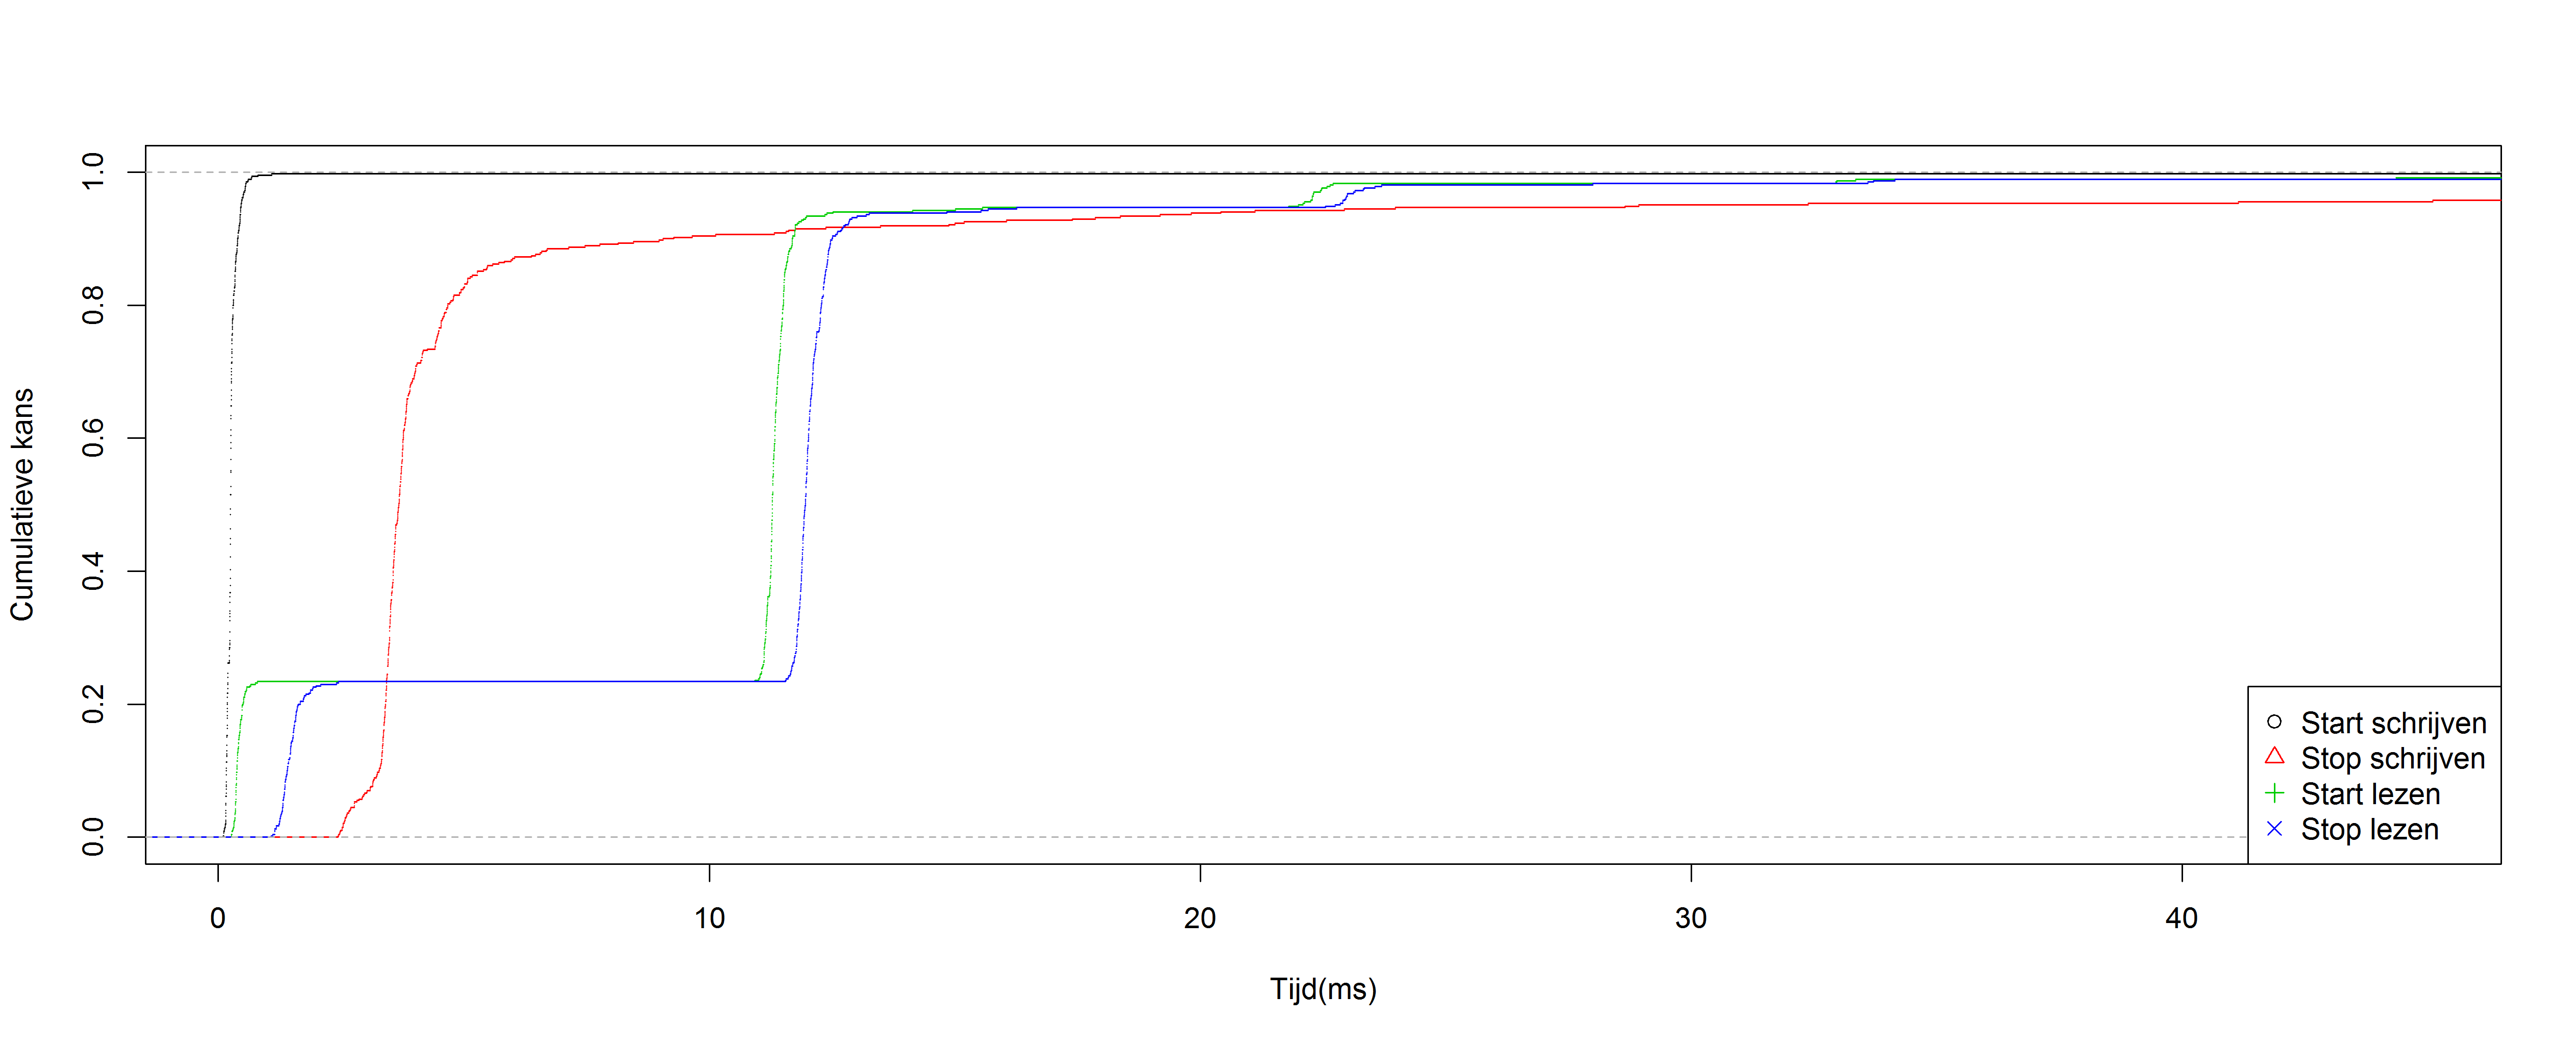 1.0
0.8
0.6
0.4
0.2
0.0
Cumulatieve kans
0 10 20 30 40
Tijd(ms)
Start schrijven
Stop schrijven
Start lezen
Stop lezen